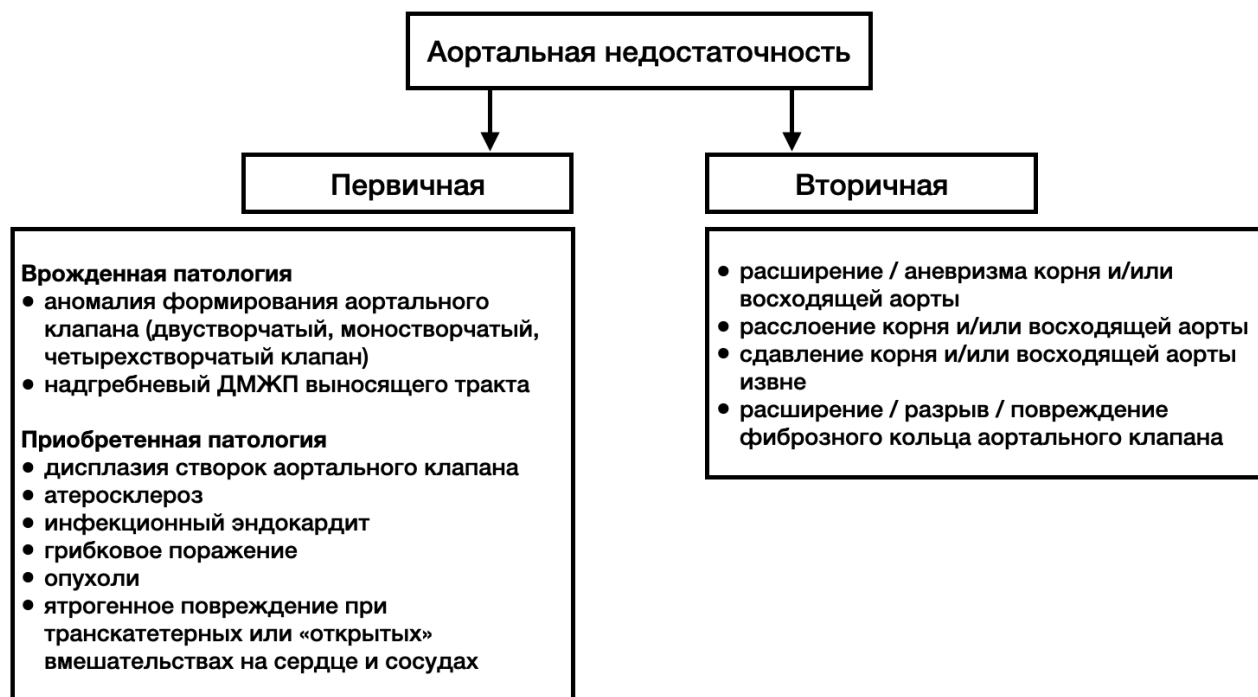 Аортальная недостаточность
Первичная
Вторичная
Врожденная патология
• аномалия формирования аортального
клапана (двустворчатый, моностворчатый,
четырехстворчатый клапан)
• надгребневый ДМЖП выносящего тракта
Приобретенная патология
• дисплазия створок аортального клапана
• атеросклероз
• инфекционный эндокардит
• грибковое поражение
• опухоли
• ятрогенное повреждение при
транскатетерных или «открытых»
вмешательствах на сердце и сосудах
• расширение / аневризма корня и/или
восходящей аорты
• расслоение корня и/или восходящей аорты
• сдавление корня и/или восходящей аорты
извне
• расширение / разрыв / повреждение
фиброзного кольца аортального клапана